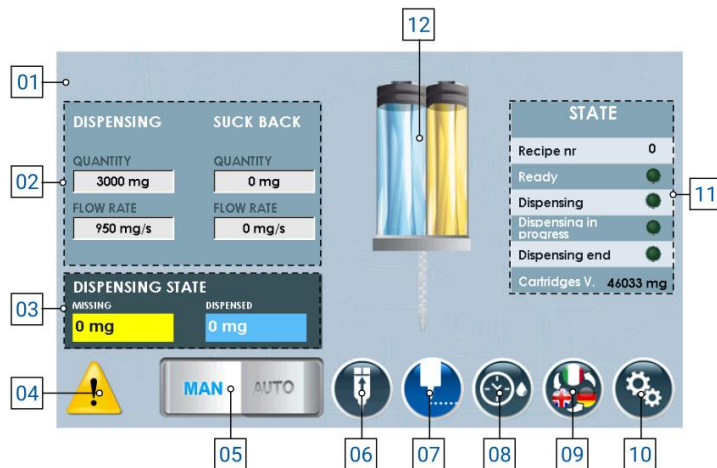 12
01
DISPENSING SUCK BACK
QUANTITY QUANTITY
3000 mg 0 mg
FLOW RATE FLOW RATE
950 mg/s 0 mg/s
02
STATE
Recipe nr 0
Ready
Dispensing
Dispensing in
progress
Dispensing end
Cartridges V. 46033 mg
11
DISPENSING STATE
MISSING DISPENSED
0 mg 0 mg
03
04
MAN AUTO
05
06
07
08
09
10